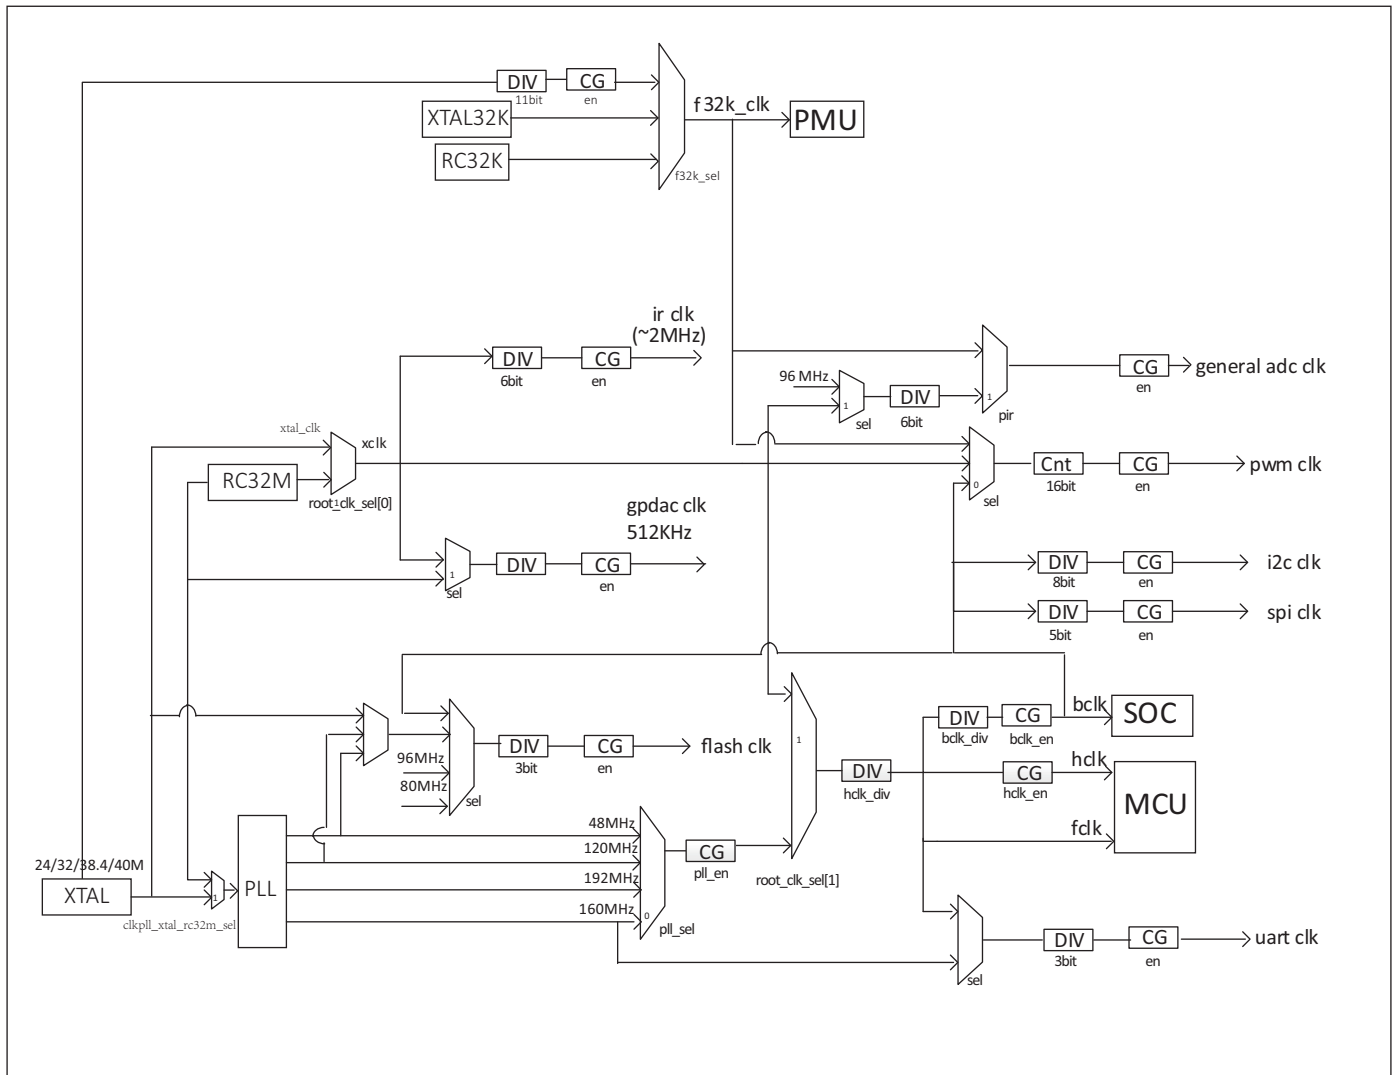 DIV
CG
11bit
en
XTAL32K
f32k_clk
PMU
RC32K
f32k_sel
ir clk
(~2MHz)
DIV
CG
6bit
en
96 MHz
1
sel
DIV
6bit
1
pir
CG
en
general adc clk
xtal_clk
xclk
RC32M
1
root_clk_sel[0]
0
sel
Cnt
16bit
CG
en
pwm clk
gpdac clk
512KHz
1
sel
DIV
CG
en
DIV
8bit
CG
en
i2c clk
DIV
5bit
CG
en
spi clk
96MHz
80MHz
sel
DIV
3bit
CG
en
flash clk
1
root_clk_sel[1]
DIV
hclk_div
DIV
bclk_div
CG
bclk_en
bclk
SOC
CG
hclk_en
hclk
fclk
MCU
24/32/38.4/40M
XTAL
1
clkpll_xtal_rc32m_sel
PLL
48MHz
120MHz
192MHz
160MHz
0
pll_sel
CG
pll_en
sel
DIV
3bit
CG
en
uart clk